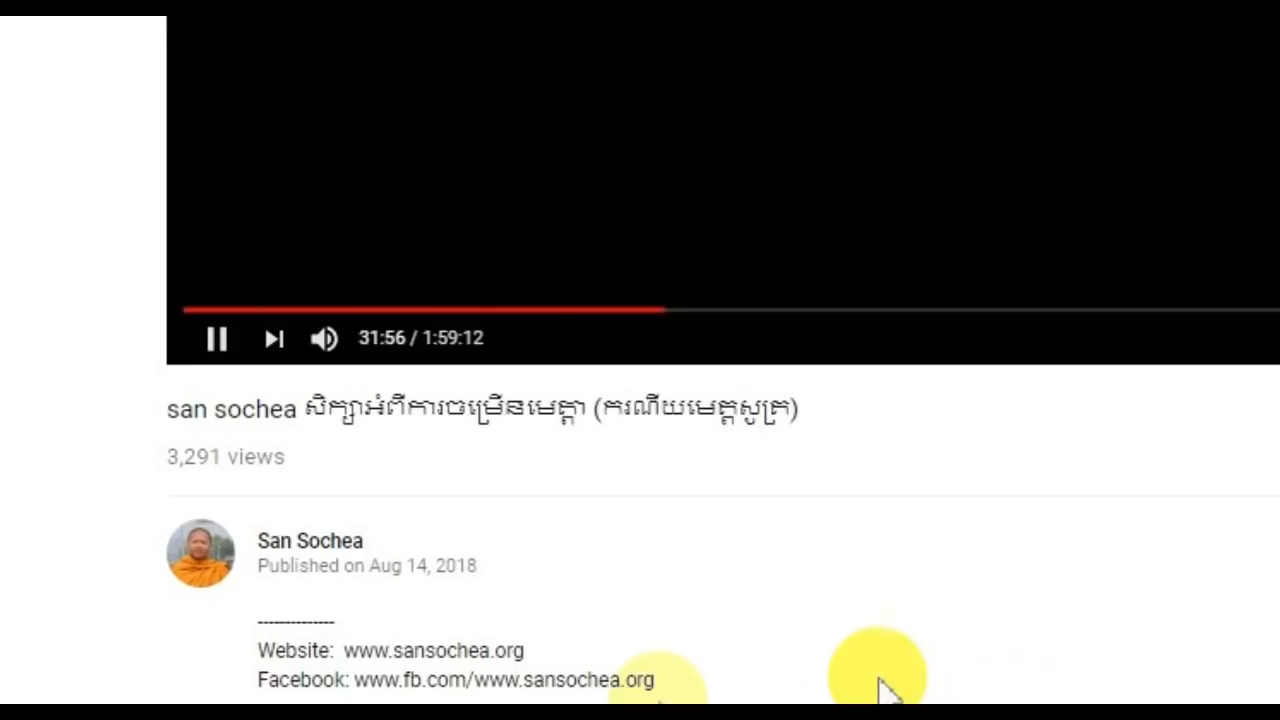 31:56 / 1:59:12
san sochea សិក្សាអំពីការចម្រើនមេត្តា (ករណីយមេត្តសូត្រ)
3,291 views
San Sochea
Published on Aug 14, 2018
--------------
Website: www.sansochea.org
Facebook: www.fb.com/www.sansochea.org